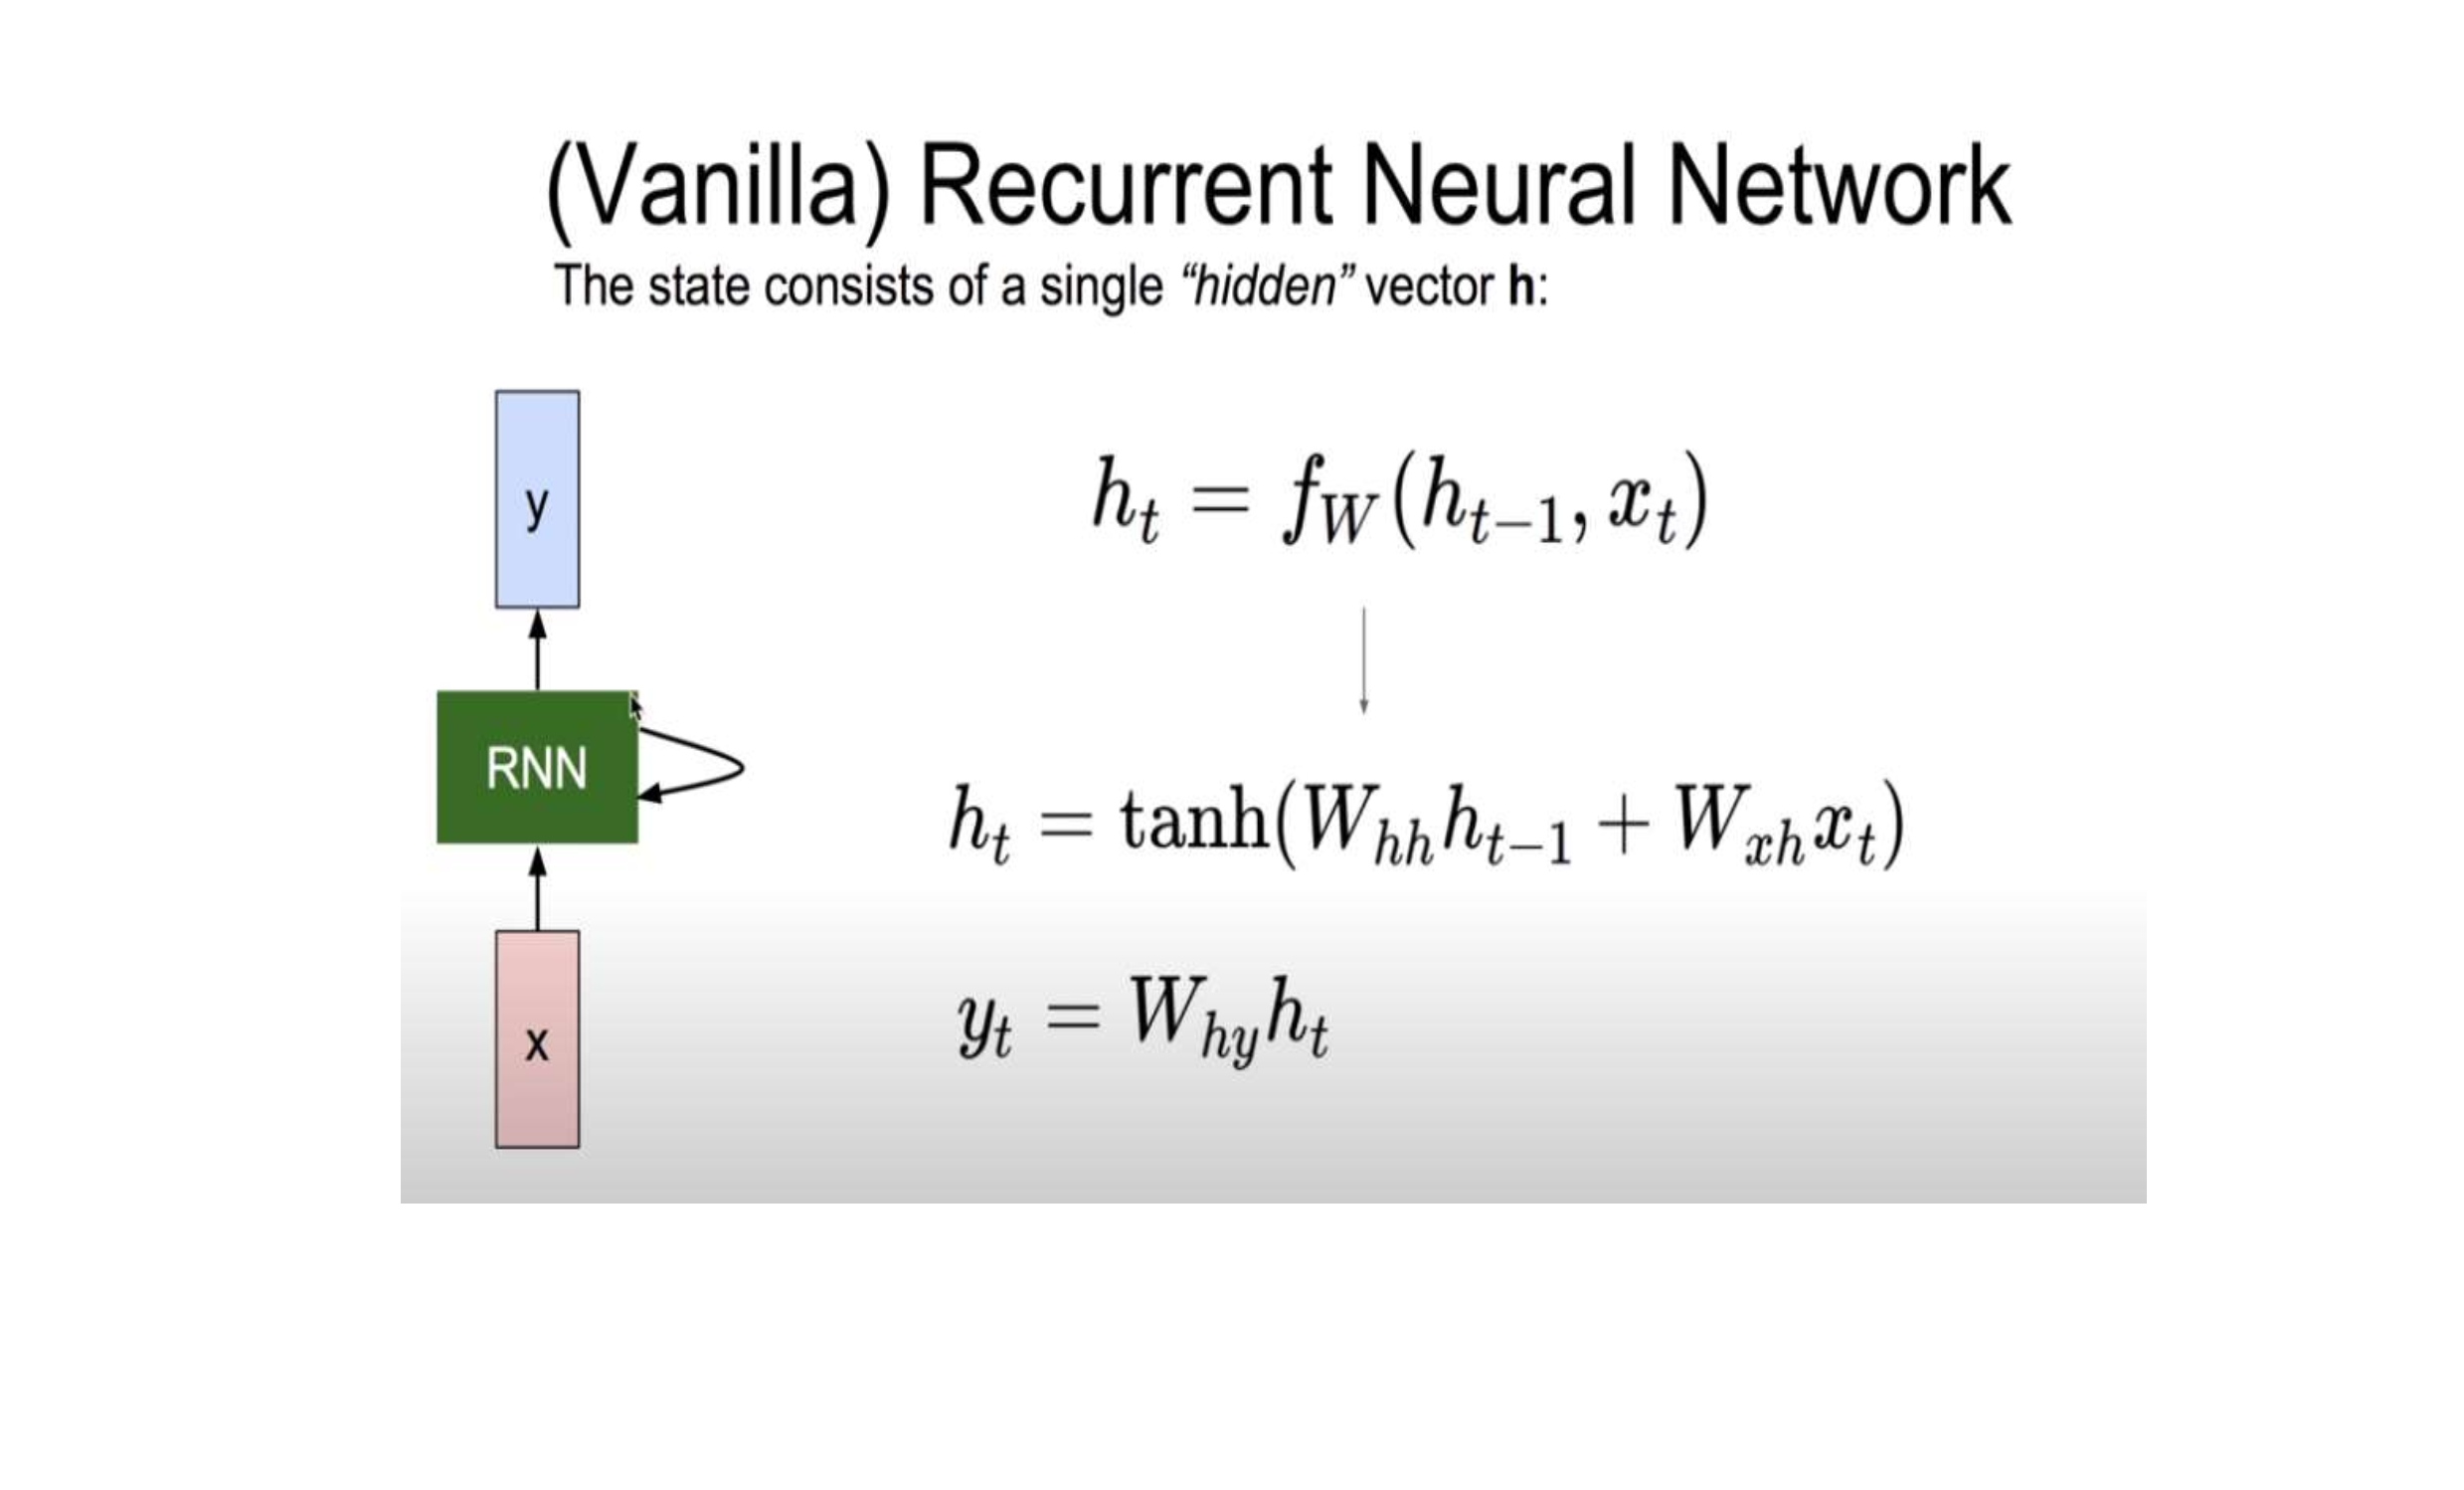 (Vanilla) Recurrent Neural Network
The state consists of a single “hidden” vector h:
y
RNN
x
h_t = f_W(h_{t-1}, x_t)
h_t = tanh(W_{hh}h_{t-1} + W_{xh}x_t)
y_t = W_{hy}h_t